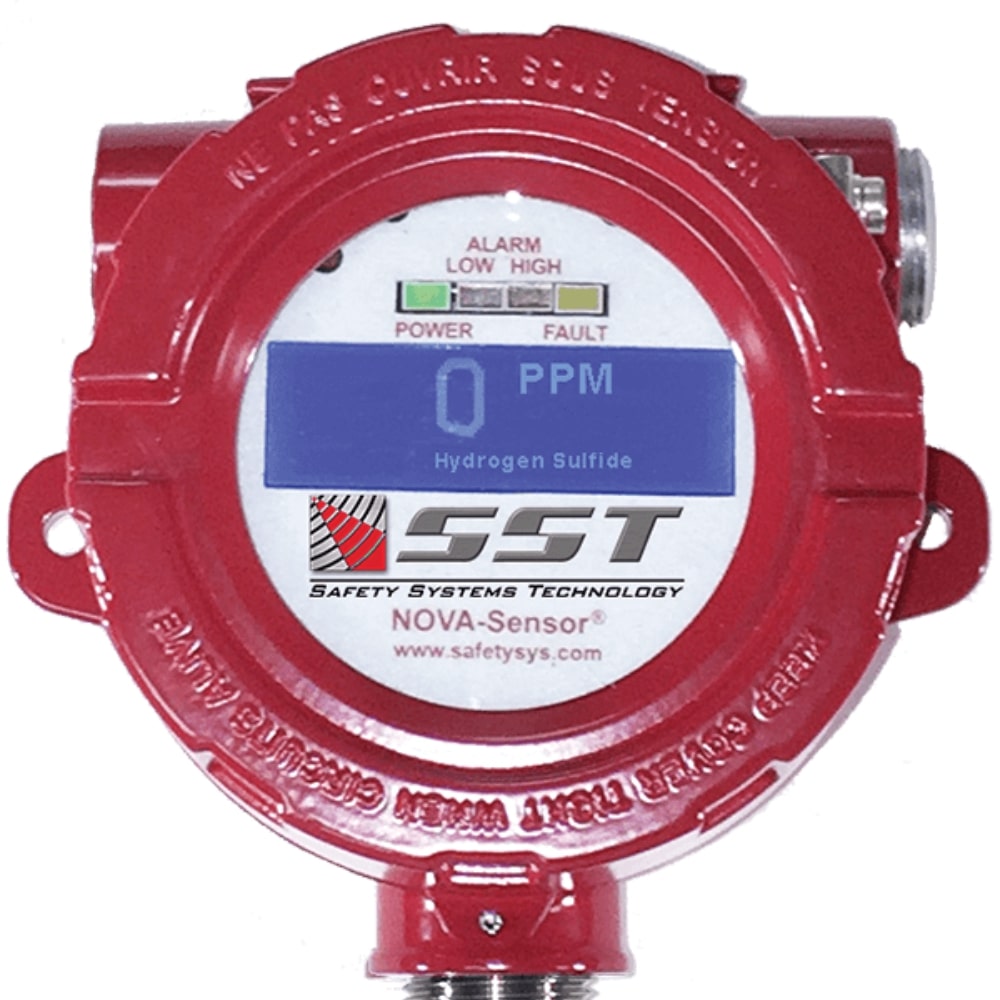 NE PAS OUVRIR SOUS TENSION
ALARM
LOW HIGH
POWER FAULT
0 PPM
Hydrogen Sulfide
SST
SAFETY SYSTEMS TECHNOLOGY
NOVA-Sensor®
www.safetysys.com
KEEP COVER TIGHT WHEN CIRCUITS ALIVE